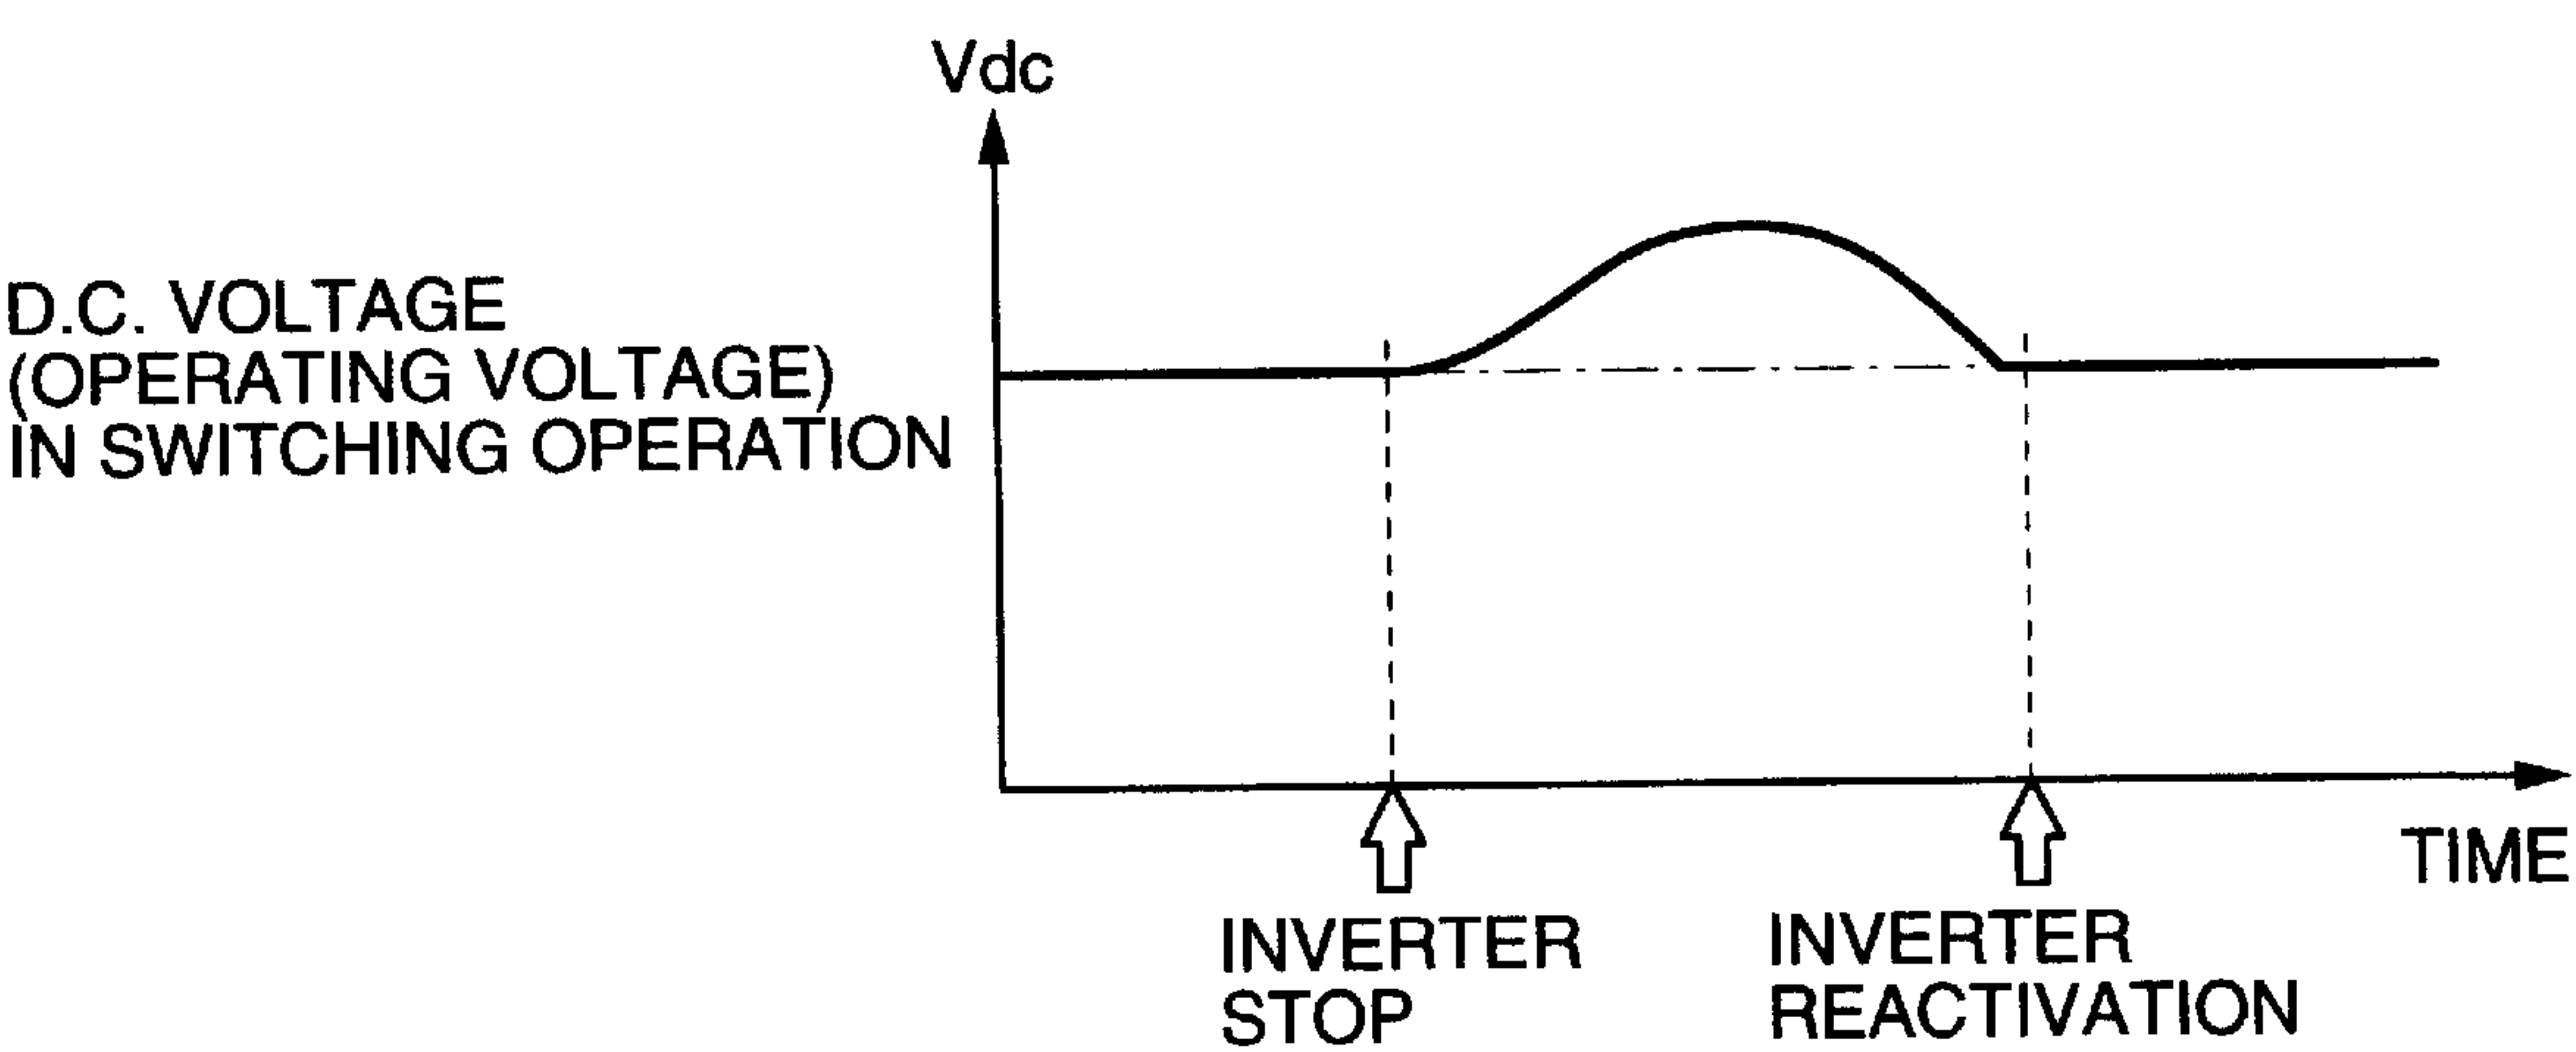 Vdc
D.C. VOLTAGE
(OPERATING VOLTAGE)
IN SWITCHING OPERATION
TIME
INVERTER
STOP
INVERTER
REACTIVATION